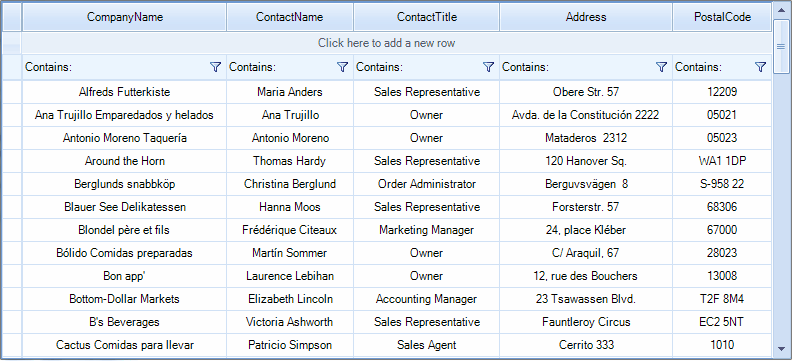 CompanyName ContactName ContactTitle Address PostalCode
Click here to add a new row
Contains: Contains: Contains: Contains: Contains:
Alfreds Futterkiste Maria Anders Sales Representative Obere Str. 57 12209
Ana Trujillo Emparedados y helados Ana Trujillo Owner Avda. de la Constitución 2222 05021
Antonio Moreno Taquería Antonio Moreno Owner Mataderos  2312 05023
Around the Horn Thomas Hardy Sales Representative 120 Hanover Sq. WA1 1DP
Berglunds snabbköp Christina Berglund Order Administrator Berguvsvägen  8 S-958 22
Blauer See Delikatessen Hanna Moos Sales Representative Forsterstr. 57 68306
Blondel père et fils Frédérique Citeaux Marketing Manager 24, place Kléber 67000
Bólido Comidas preparadas Martín Sommer Owner C/ Araquil, 67 28023
Bon app' Laurence Lebihan Owner 12, rue des Bouchers 13008
Bottom-Dollar Markets Elizabeth Lincoln Accounting Manager 23 Tsawassen Blvd. T2F 8M4
B's Beverages Victoria Ashworth Sales Representative Fauntleroy Circus EC2 5NT
Cactus Comidas para llevar Patricio Simpson Sales Agent Cerrito 333 1010